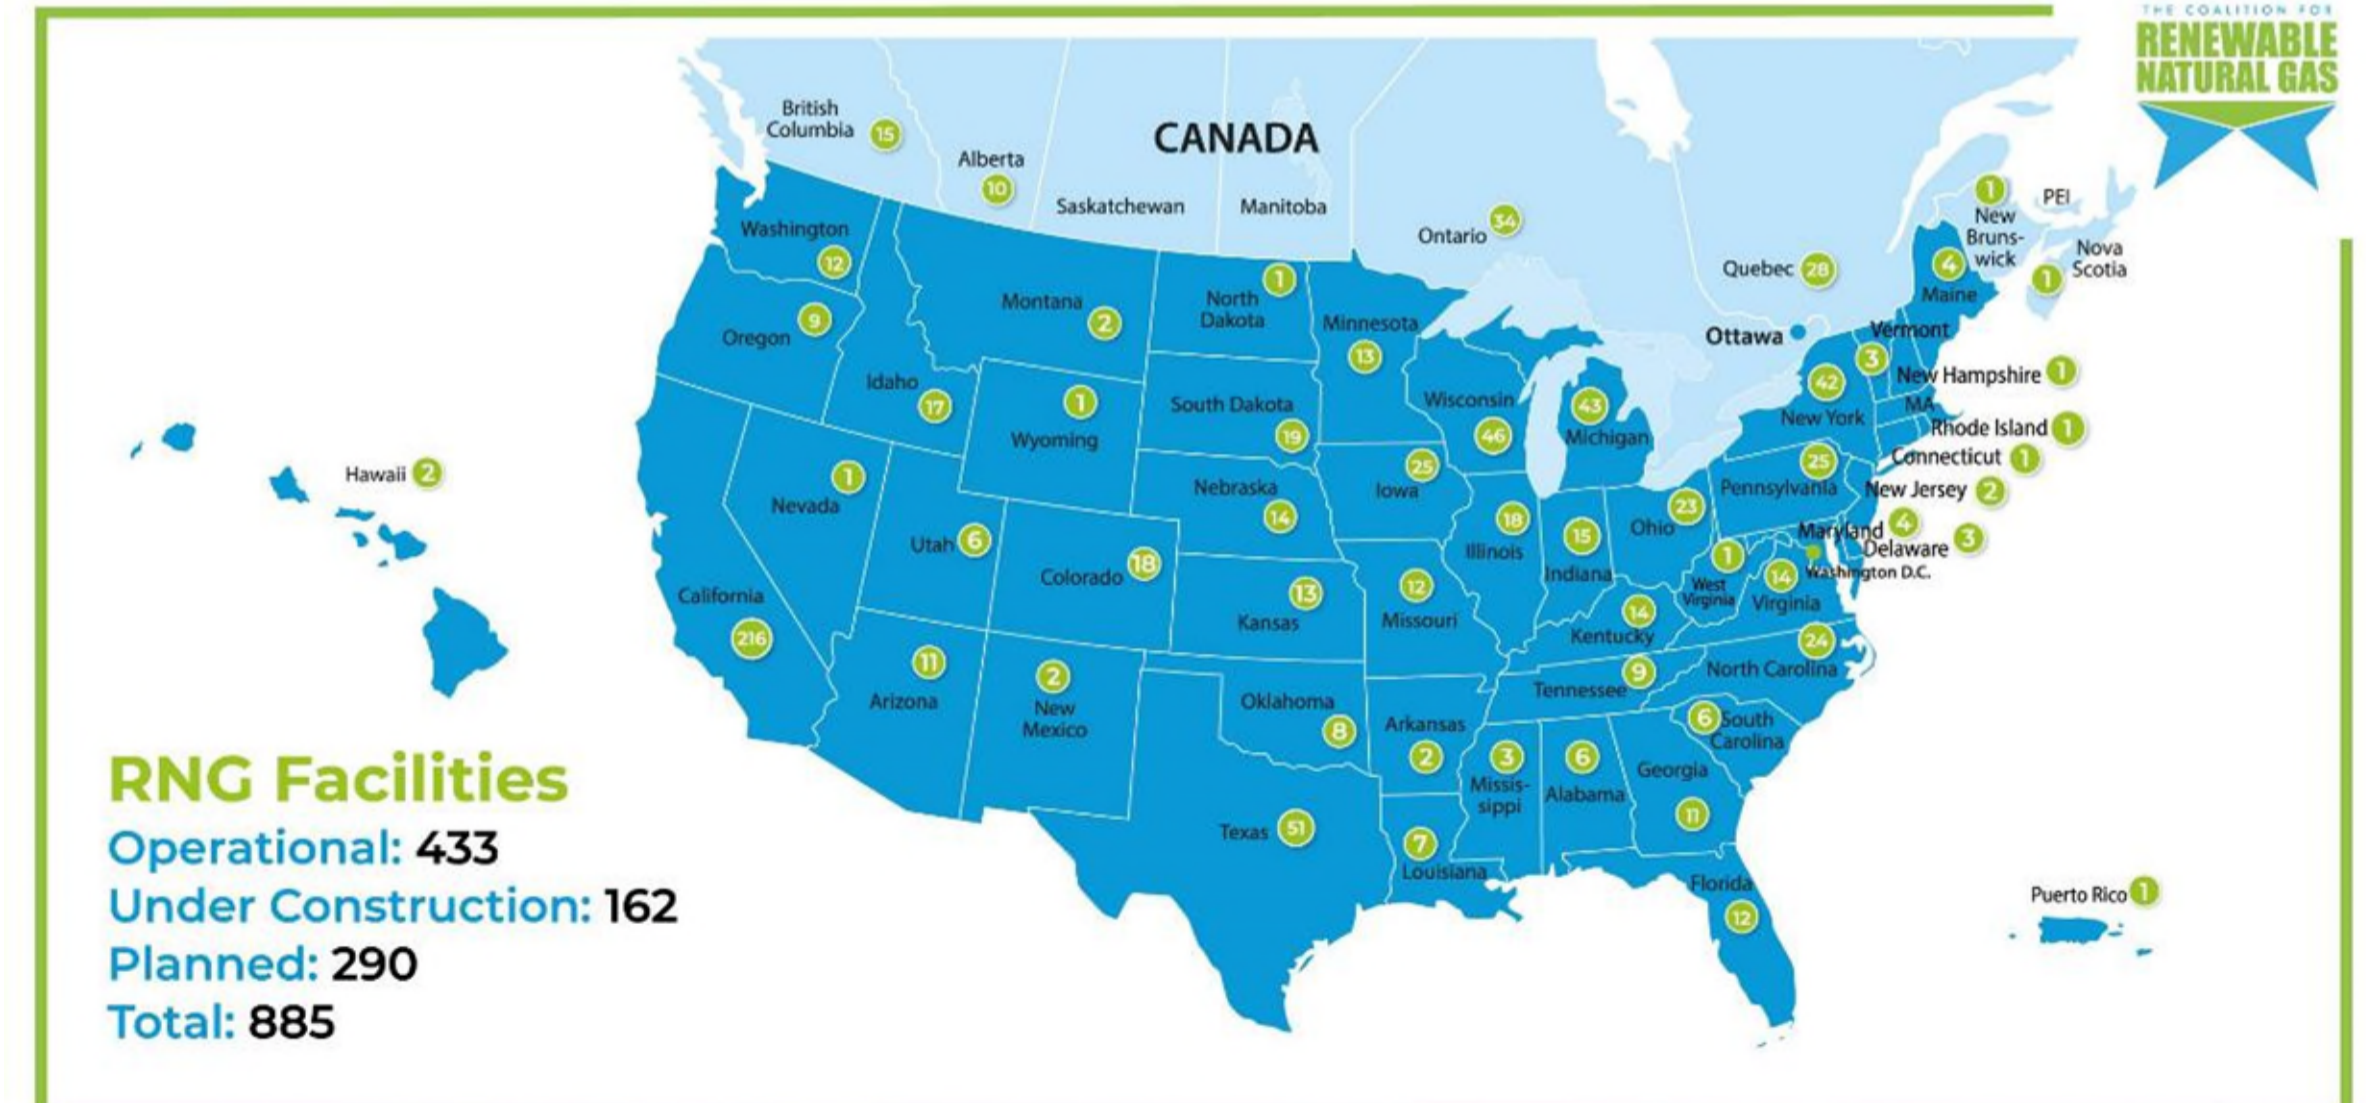 THE COALITION FOR
RENEWABLE
NATURAL GAS
CANADA
British
Columbia
15
Alberta
10
Saskatchewan
Manitoba
Ontario
34
Quebec
28
Ottawa
1
New
Bruns-
wick
PEI
Nova
Scotia
1
Washington
12
Oregon
9
Idaho
17
Montana
2
North
Dakota
1
Minnesota
13
Wisconsin
46
Michigan
43
New York
42
Vermont
3
Maine
4
New Hampshire 1
MA
Rhode Island 1
Connecticut 1
New Jersey 2
Maryland 4
Delaware 3
Washington D.C.
Wyoming
1
South Dakota
19
Nebraska
14
Iowa
25
Illinois
18
Indiana
15
Ohio
23
Pennsylvania
25
West
Virginia
1
Virginia
14
Hawaii 2
Nevada
1
Utah 6
Colorado 18
Kansas
13
Missouri
12
Kentucky
14
Tennessee
9
North Carolina
24
South
Carolina
6
California
216
Arizona
11
New
Mexico
2
Oklahoma
8
Arkansas
2
Missis-
sippi
3
Alabama
6
Georgia
11
Texas 51
Louisiana
7
Florida
12
Puerto Rico 1
RNG Facilities
Operational: 433
Under Construction: 162
Planned: 290
Total: 885